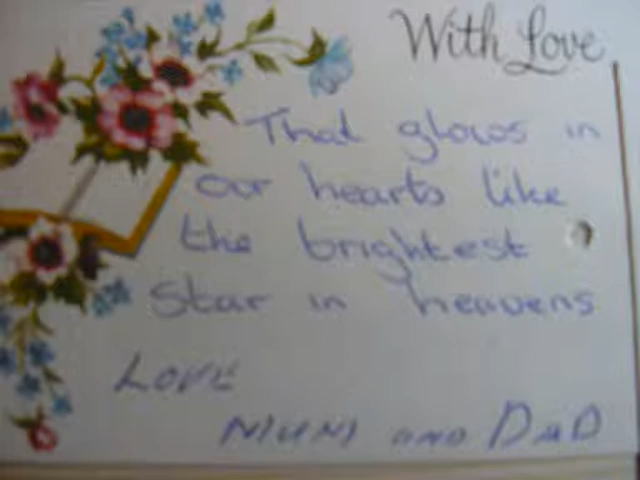 With Love
That glows in
our hearts like
the brightest
Star in heavens
LOVE
MUM AND DAD